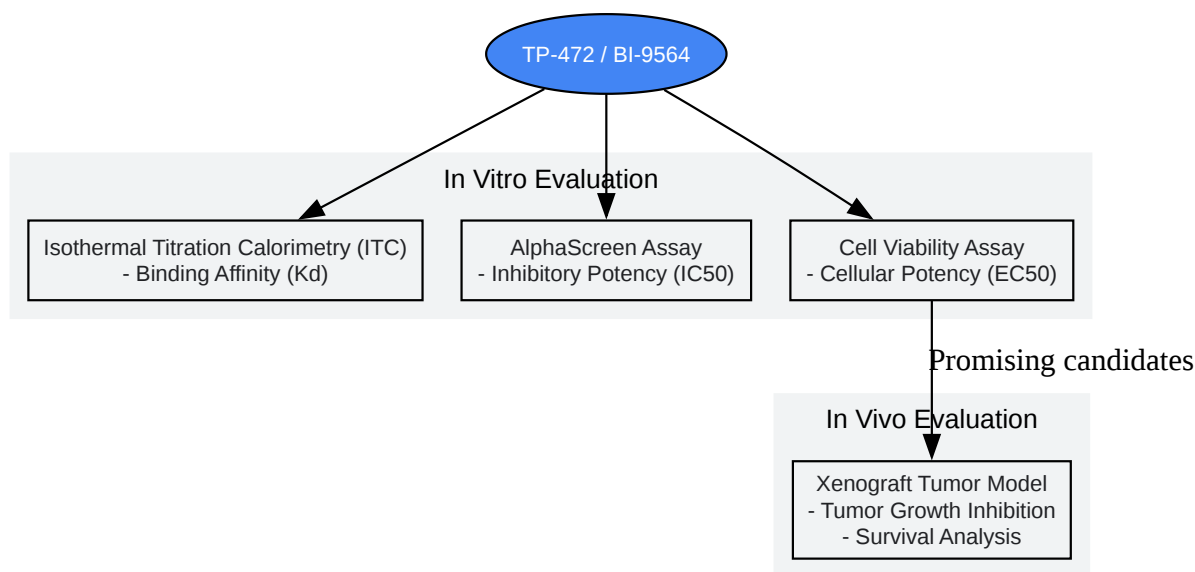 TP-472 / BI-9564
In Vitro Evaluation
Isothermal Titration Calorimetry (ITC)
- Binding Affinity (Kd)
AlphaScreen Assay
- Inhibitory Potency (IC50)
Cell Viability Assay
- Cellular Potency (EC50)
Promising candidates
In Vivo Evaluation
Xenograft Tumor Model
- Tumor Growth Inhibition
- Survival Analysis